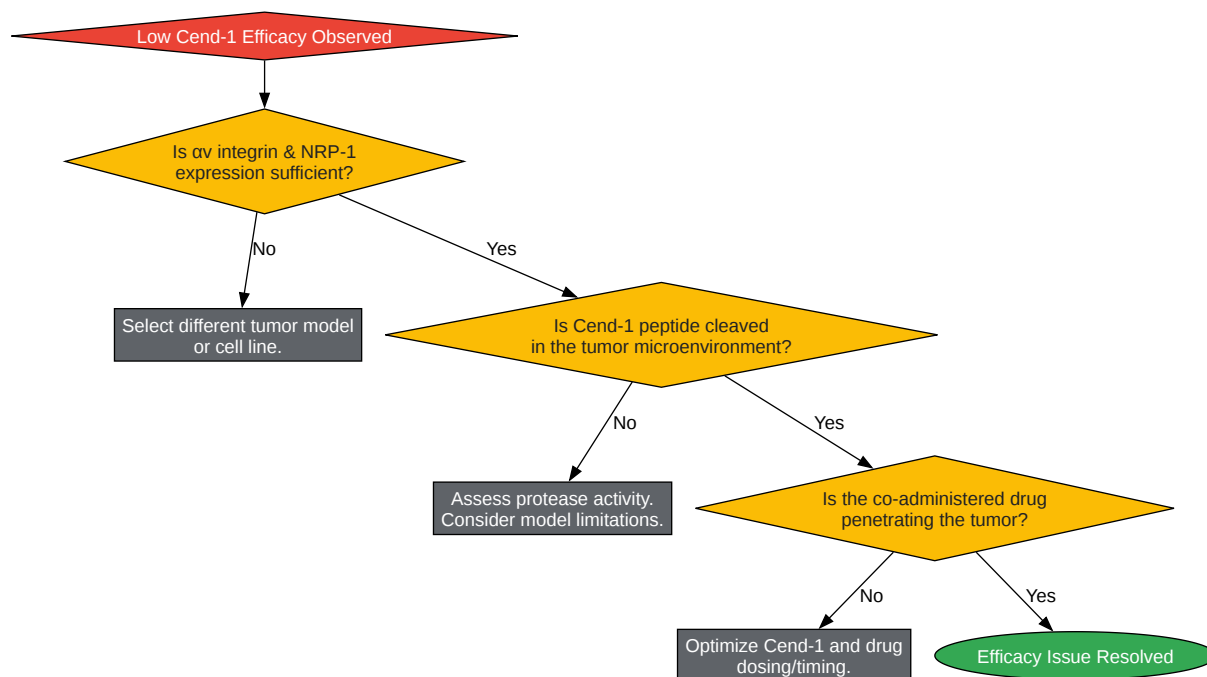 Low Cend-1 Efficacy Observed
Is αv integrin & NRP-1
expression sufficient?
No
Yes
Select different tumor model
or cell line.
Is Cend-1 peptide cleaved
in the tumor microenvironment?
No
Yes
Assess protease activity.
Consider model limitations.
Is the co-administered drug
penetrating the tumor?
No
Yes
Optimize Cend-1 and drug
dosing/timing.
Efficacy Issue Resolved